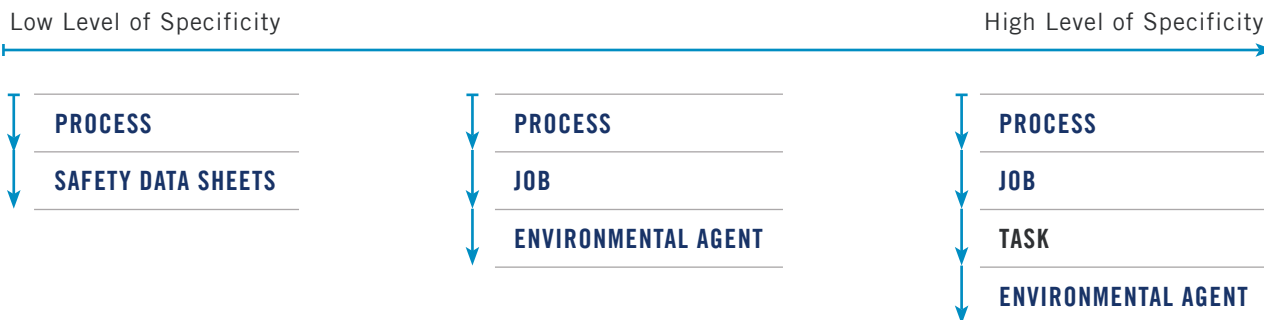 Low Level of Specificity
High Level of Specificity
PROCESS
SAFETY DATA SHEETS
PROCESS
JOB
ENVIRONMENTAL AGENT
PROCESS
JOB
TASK
ENVIRONMENTAL AGENT